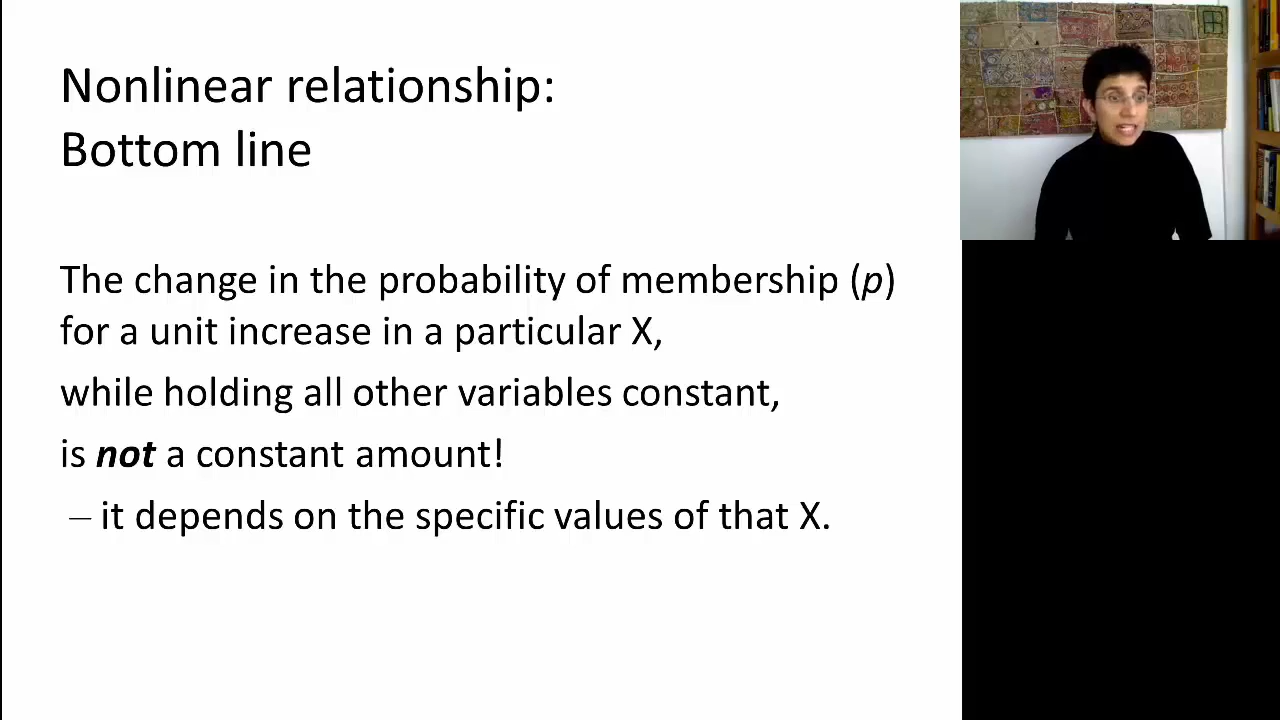 Nonlinear relationship:
Bottom line
The change in the probability of membership (p)
for a unit increase in a particular X,
while holding all other variables constant,
is not a constant amount!
– it depends on the specific values of that X.